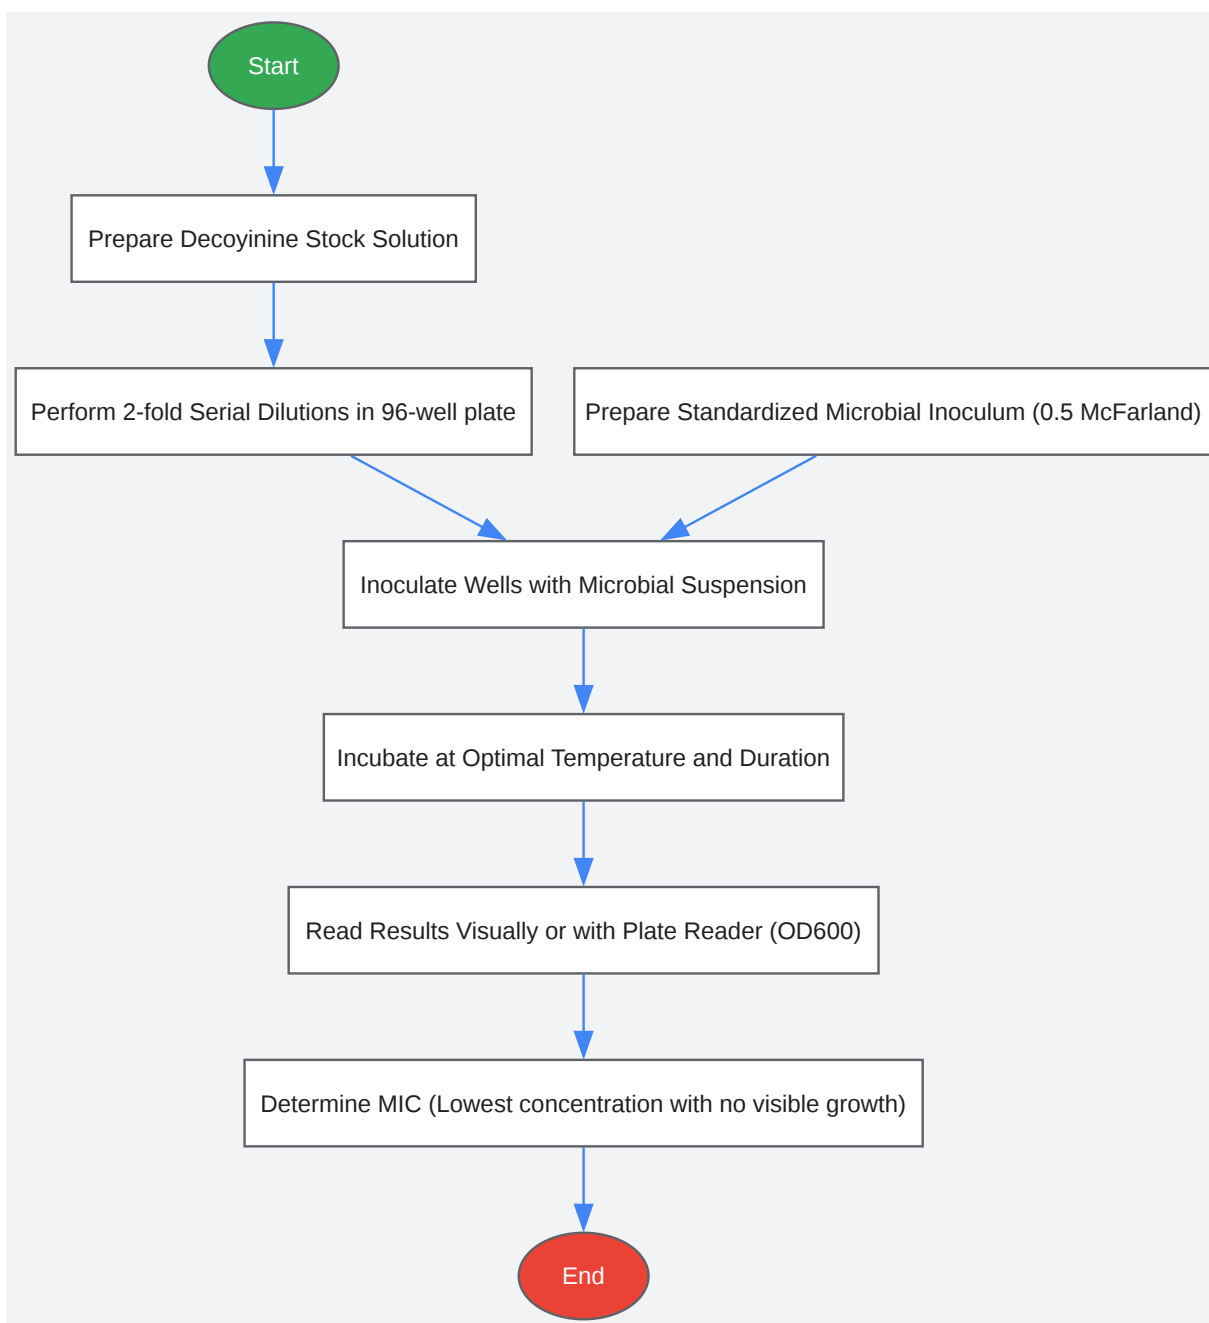 Start
Prepare Decoyinine Stock Solution
Perform 2-fold Serial Dilutions in 96-well plate
Prepare Standardized Microbial Inoculum (0.5 McFarland)
Inoculate Wells with Microbial Suspension
Incubate at Optimal Temperature and Duration
Read Results Visually or with Plate Reader (OD600)
Determine MIC (Lowest concentration with no visible growth)
End